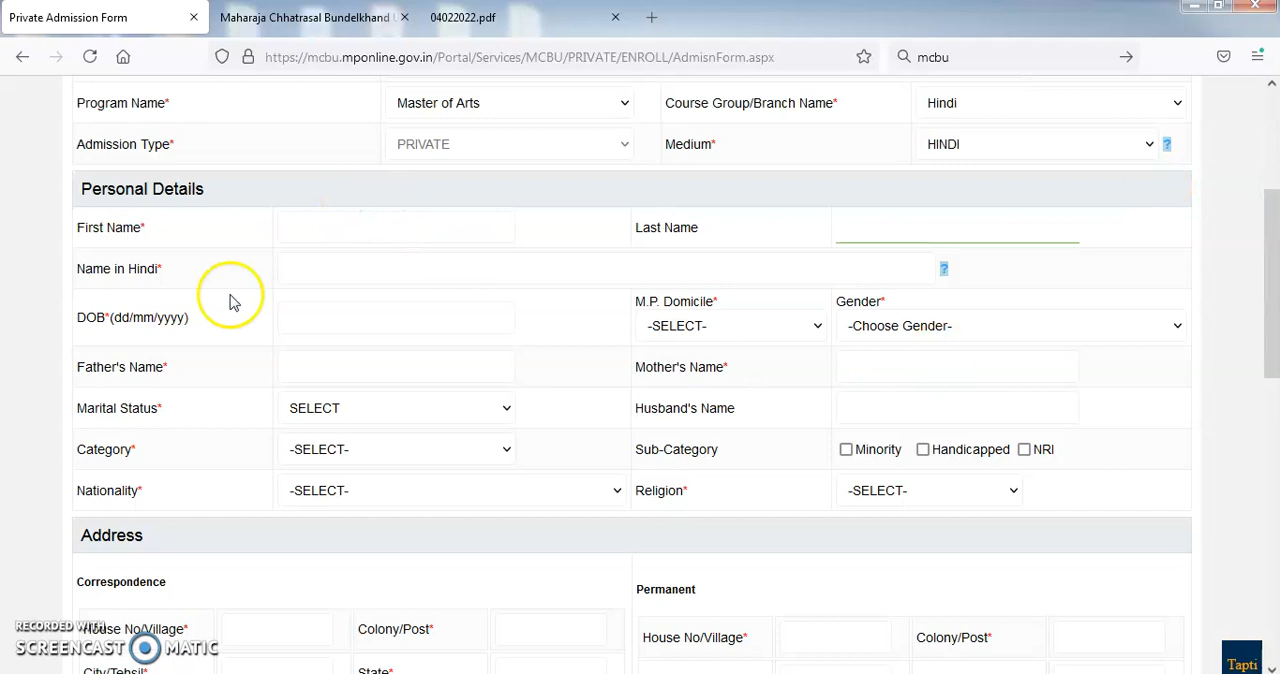 Private Admission Form
Maharaja Chhatrasal Bundelkhand U
04022022.pdf
https://mcbu.mponline.gov.in/Portal/Services/MCBU/PRIVATE/ENROLL/AdmisnForm.aspx
mcbu
Program Name* Master of Arts Course Group/Branch Name* Hindi
Admission Type* PRIVATE Medium* HINDI ?
Personal Details
First Name* Last Name
Name in Hindi* ?
DOB*(dd/mm/yyyy) M.P. Domicile* Gender*
-SELECT- -Choose Gender-
Father's Name* Mother's Name*
Marital Status* SELECT Husband's Name
Category* -SELECT- Sub-Category Minority Handicapped NRI
Nationality* -SELECT- Religion* -SELECT-
Address
Correspondence Permanent
House No/Village* Colony/Post* House No/Village* Colony/Post*
City/Tehsil* State*
RECORDED WITH
SCREENCAST MATIC
Tapti